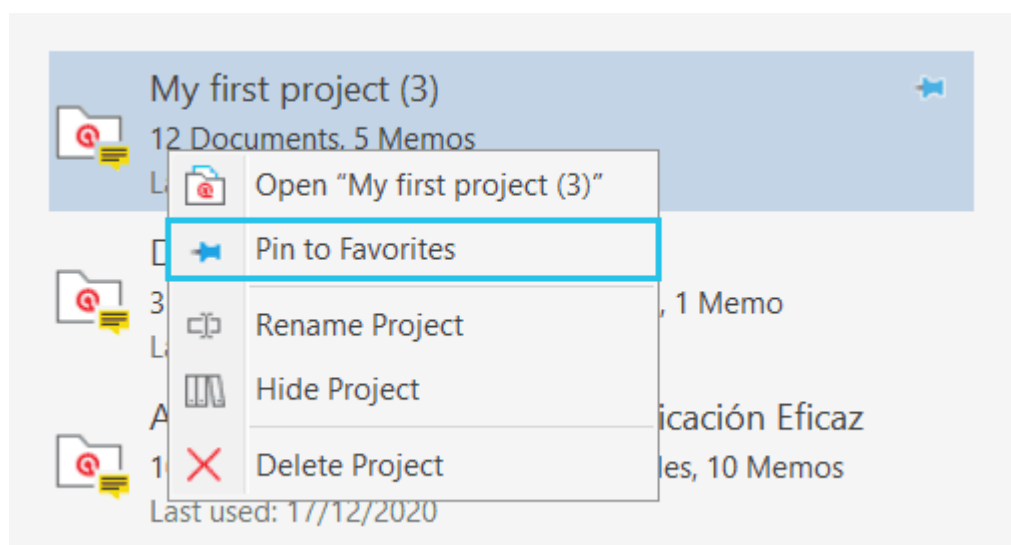 My first project (3)
12 Documents, 5 Memos
Open “My first project (3)”
Pin to Favorites
, 1 Memo
Rename Project
Hide Project
icación Eficaz
Delete Project
les, 10 Memos
Last used: 17/12/2020